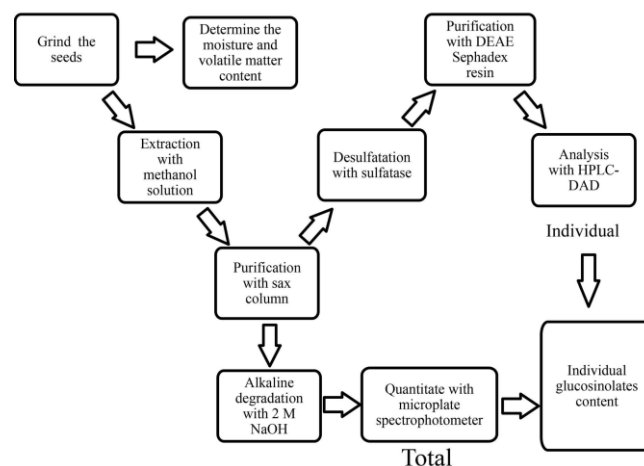 Grind the
seeds
Determine the
moisture and
volatile matter
content
Purification
with DEAE
Sephadex
resin
Extraction
with
methanol
solution
Desulfatation
with sulfatase
Analysis
with HPLC-
DAD
Individual
Purification
with sax
column
Alkaline
degradation
with 2 M
NaOH
Quantitate with
microplate
spectrophotometer
Total
Individual
glucosinolates
content